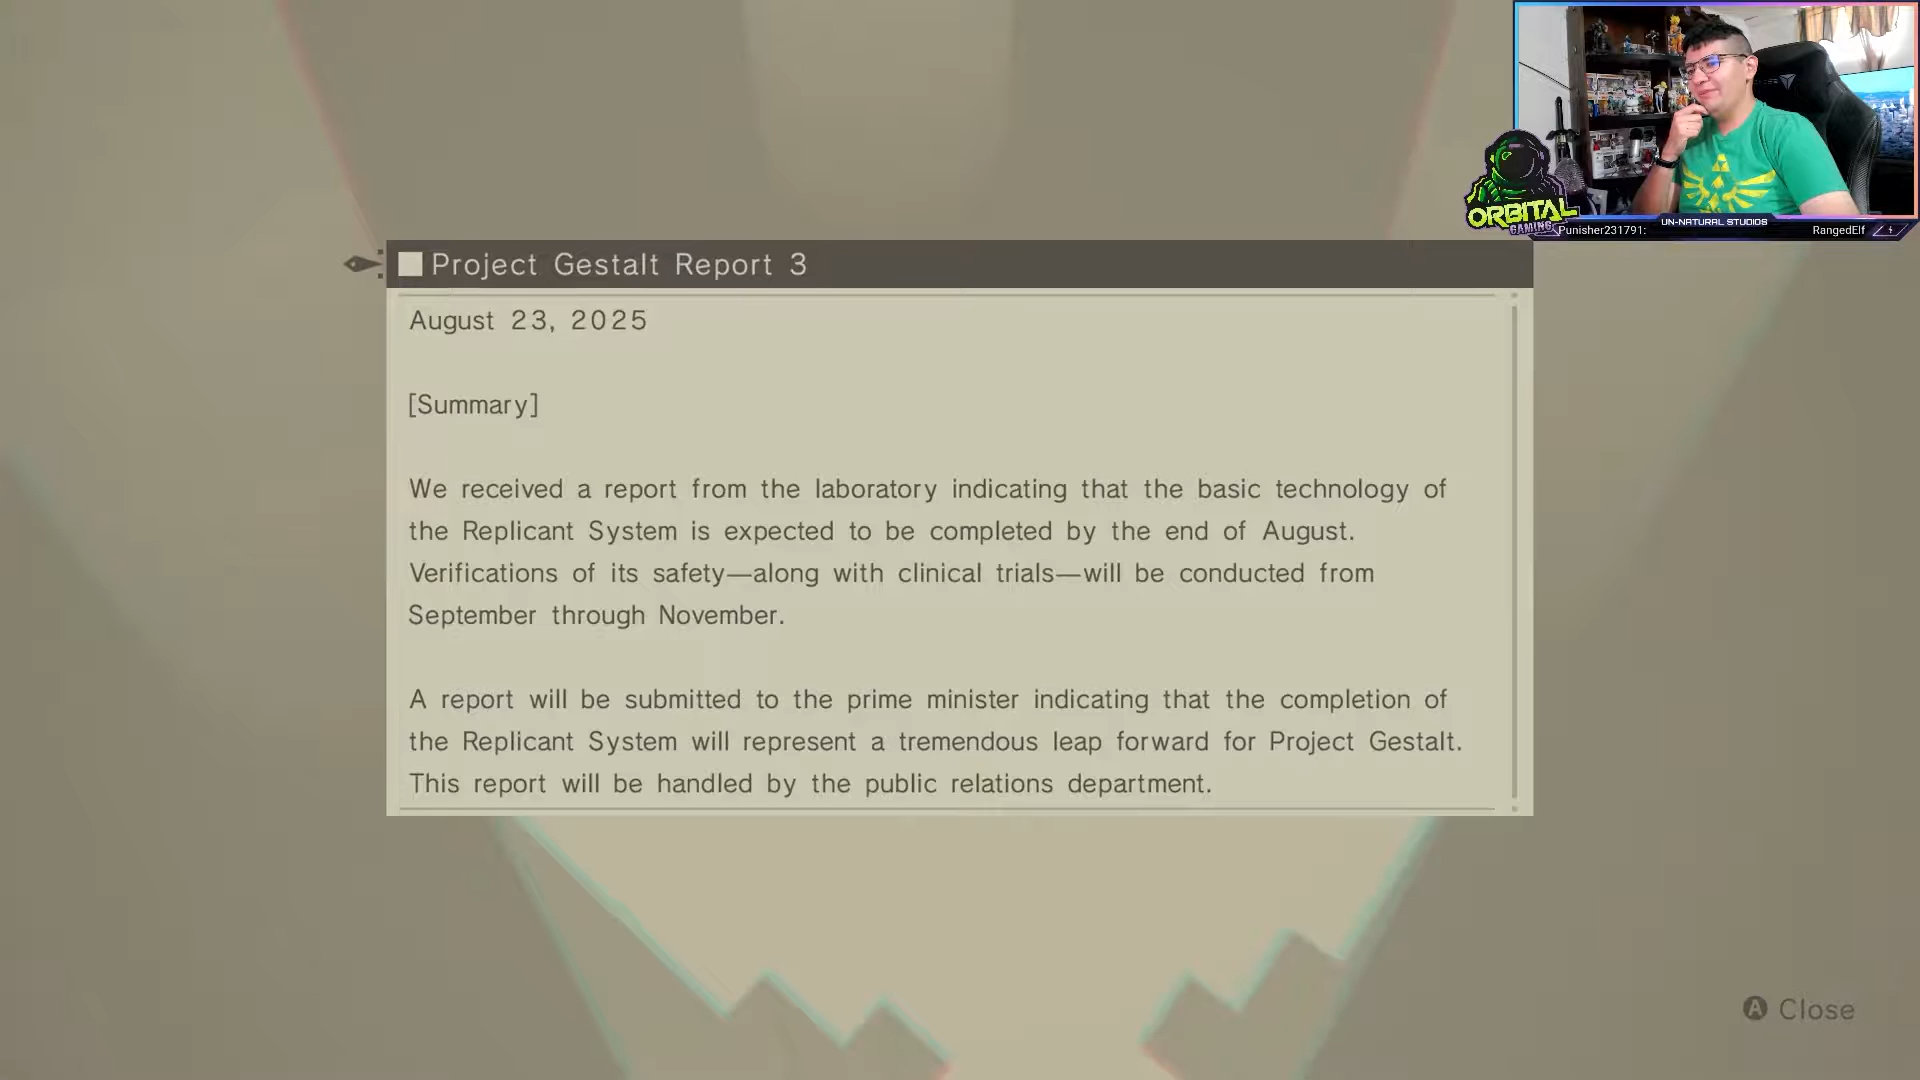 UN-NATURAL STUDIOS
ORBITAL
GAMING
Punisher231791:
RangedElf
Project Gestalt Report 3
August 23, 2025
[Summary]
We received a report from the laboratory indicating that the basic technology of
the Replicant System is expected to be completed by the end of August.
Verifications of its safety—along with clinical trials—will be conducted from
September through November.
A report will be submitted to the prime minister indicating that the completion of
the Replicant System will represent a tremendous leap forward for Project Gestalt.
This report will be handled by the public relations department.
A Close